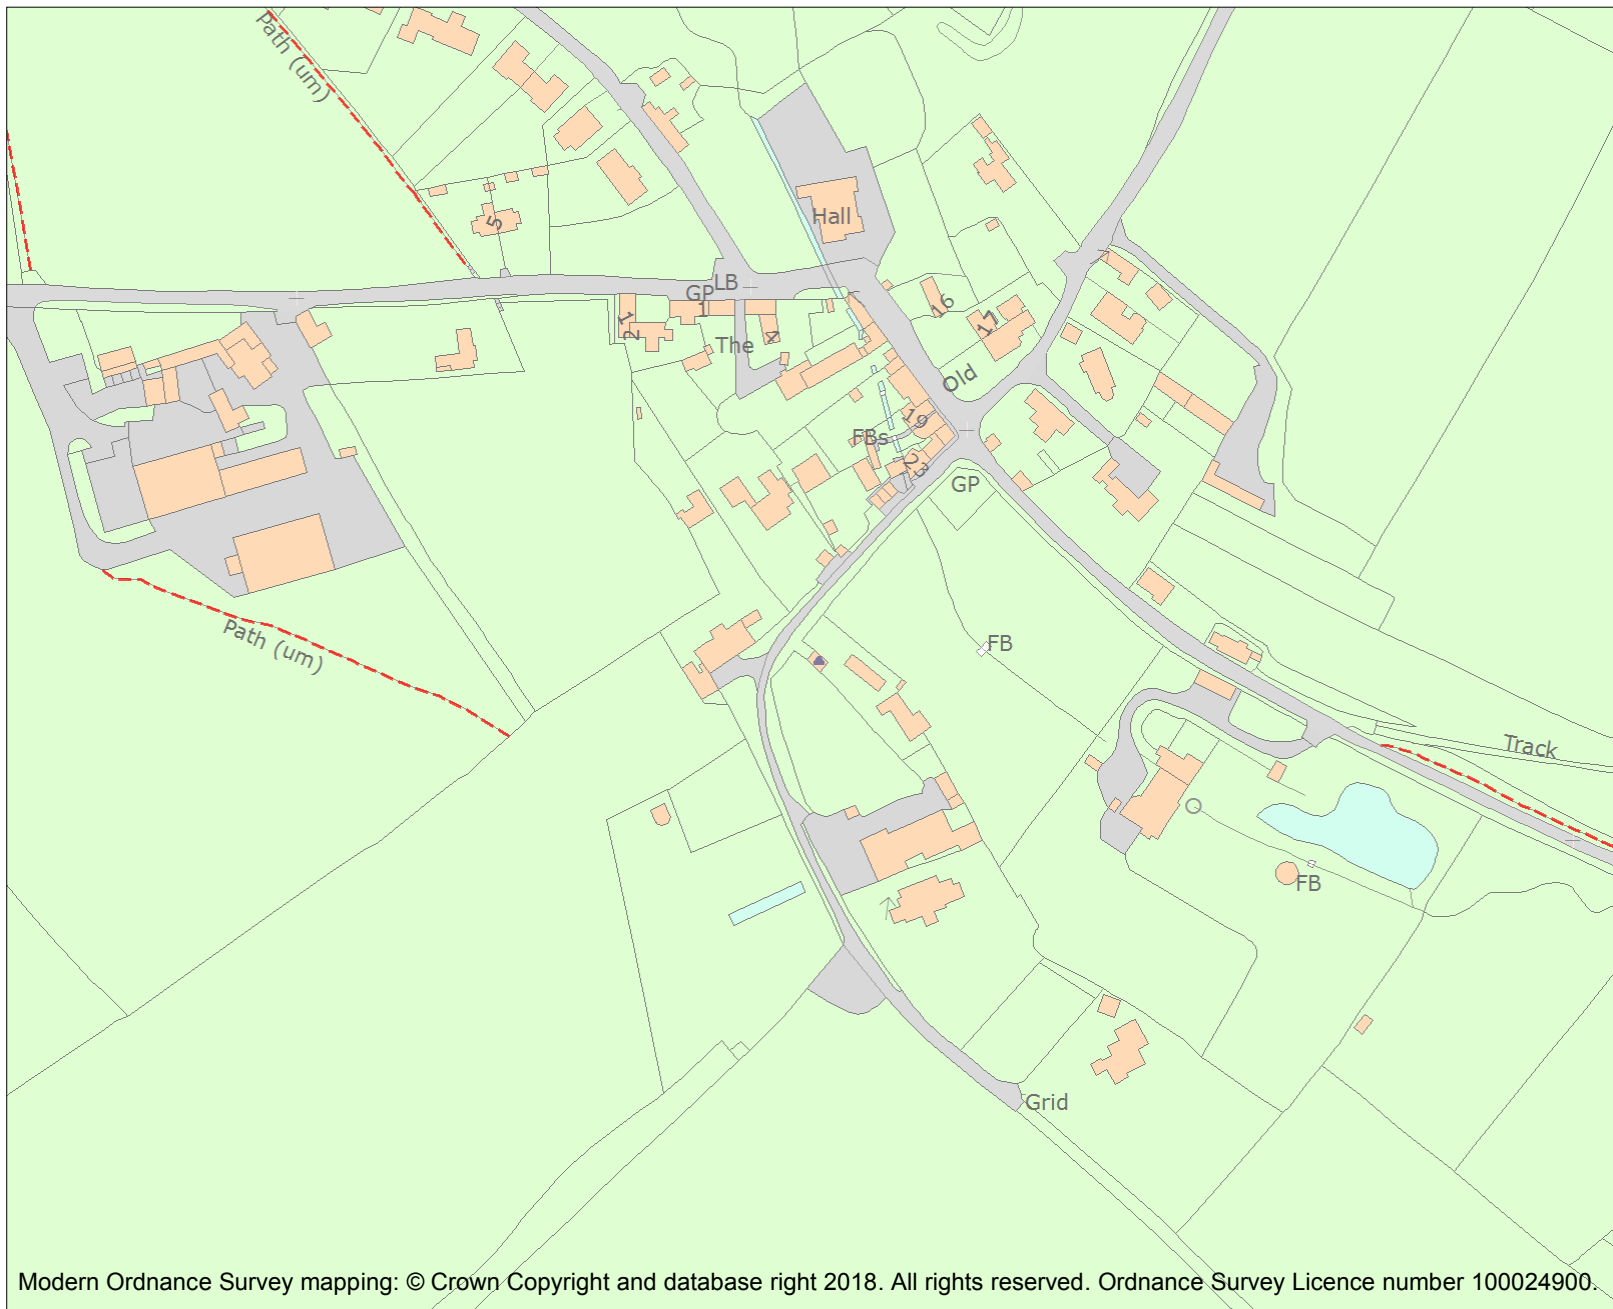 Path (um)
Hall
5
LB
GP
1
1
2
The
4
16
17
Old
19
FBs
23
GP
FB
Path (um)
Track
FB
Grid
Modern Ordnance Survey mapping: © Crown Copyright and database right 2018. All rights reserved. Ordnance Survey Licence number 100024900.